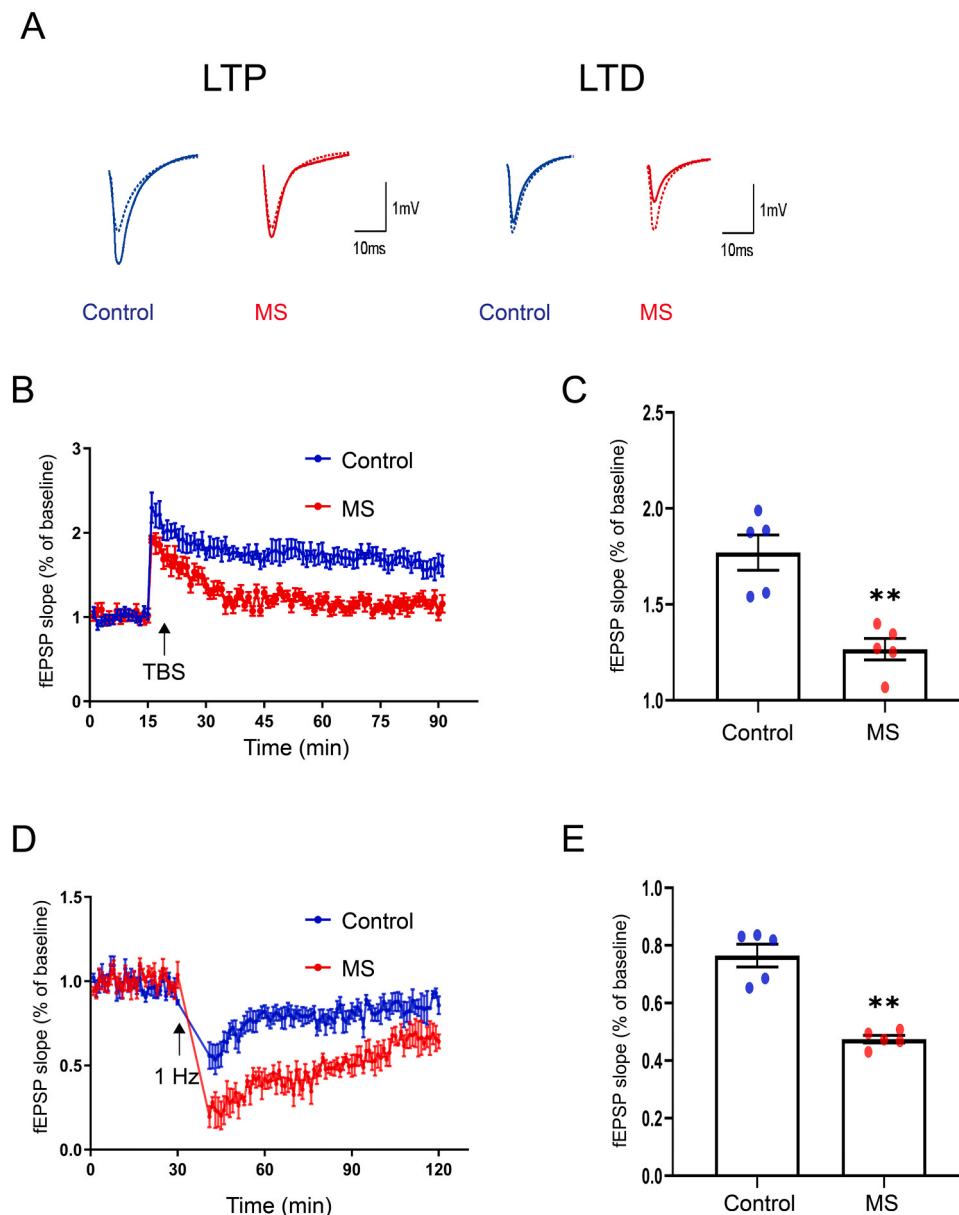 A
LTP
LTD
1mV
10ms
1mV
10ms
Control
MS
Control
MS
B
fEPSP slope (% of baseline)
3
2
1
0
Control
MS
TBS
0
15
30
45
60
75
90
Time (min)
C
fEPSP slope (% of baseline)
2.5
2.0
1.5
1.0
**
Control
MS
D
fEPSP slope (% of baseline)
1.5
1.0
0.5
0.0
Control
MS
1 Hz
0
30
60
90
120
Time (min)
E
fEPSP slope (% of baseline)
1.0
0.8
0.6
0.4
0.2
0.0
**
Control
MS